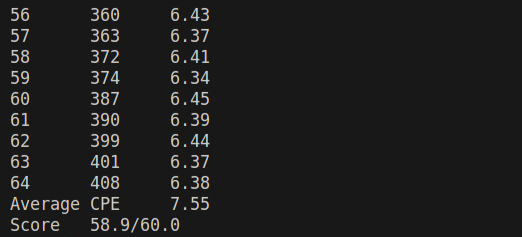 56 360 6.43
57 363 6.37
58 372 6.41
59 374 6.34
60 387 6.45
61 390 6.39
62 399 6.44
63 401 6.37
64 408 6.38
Average CPE 7.55
Score 58.9/60.0